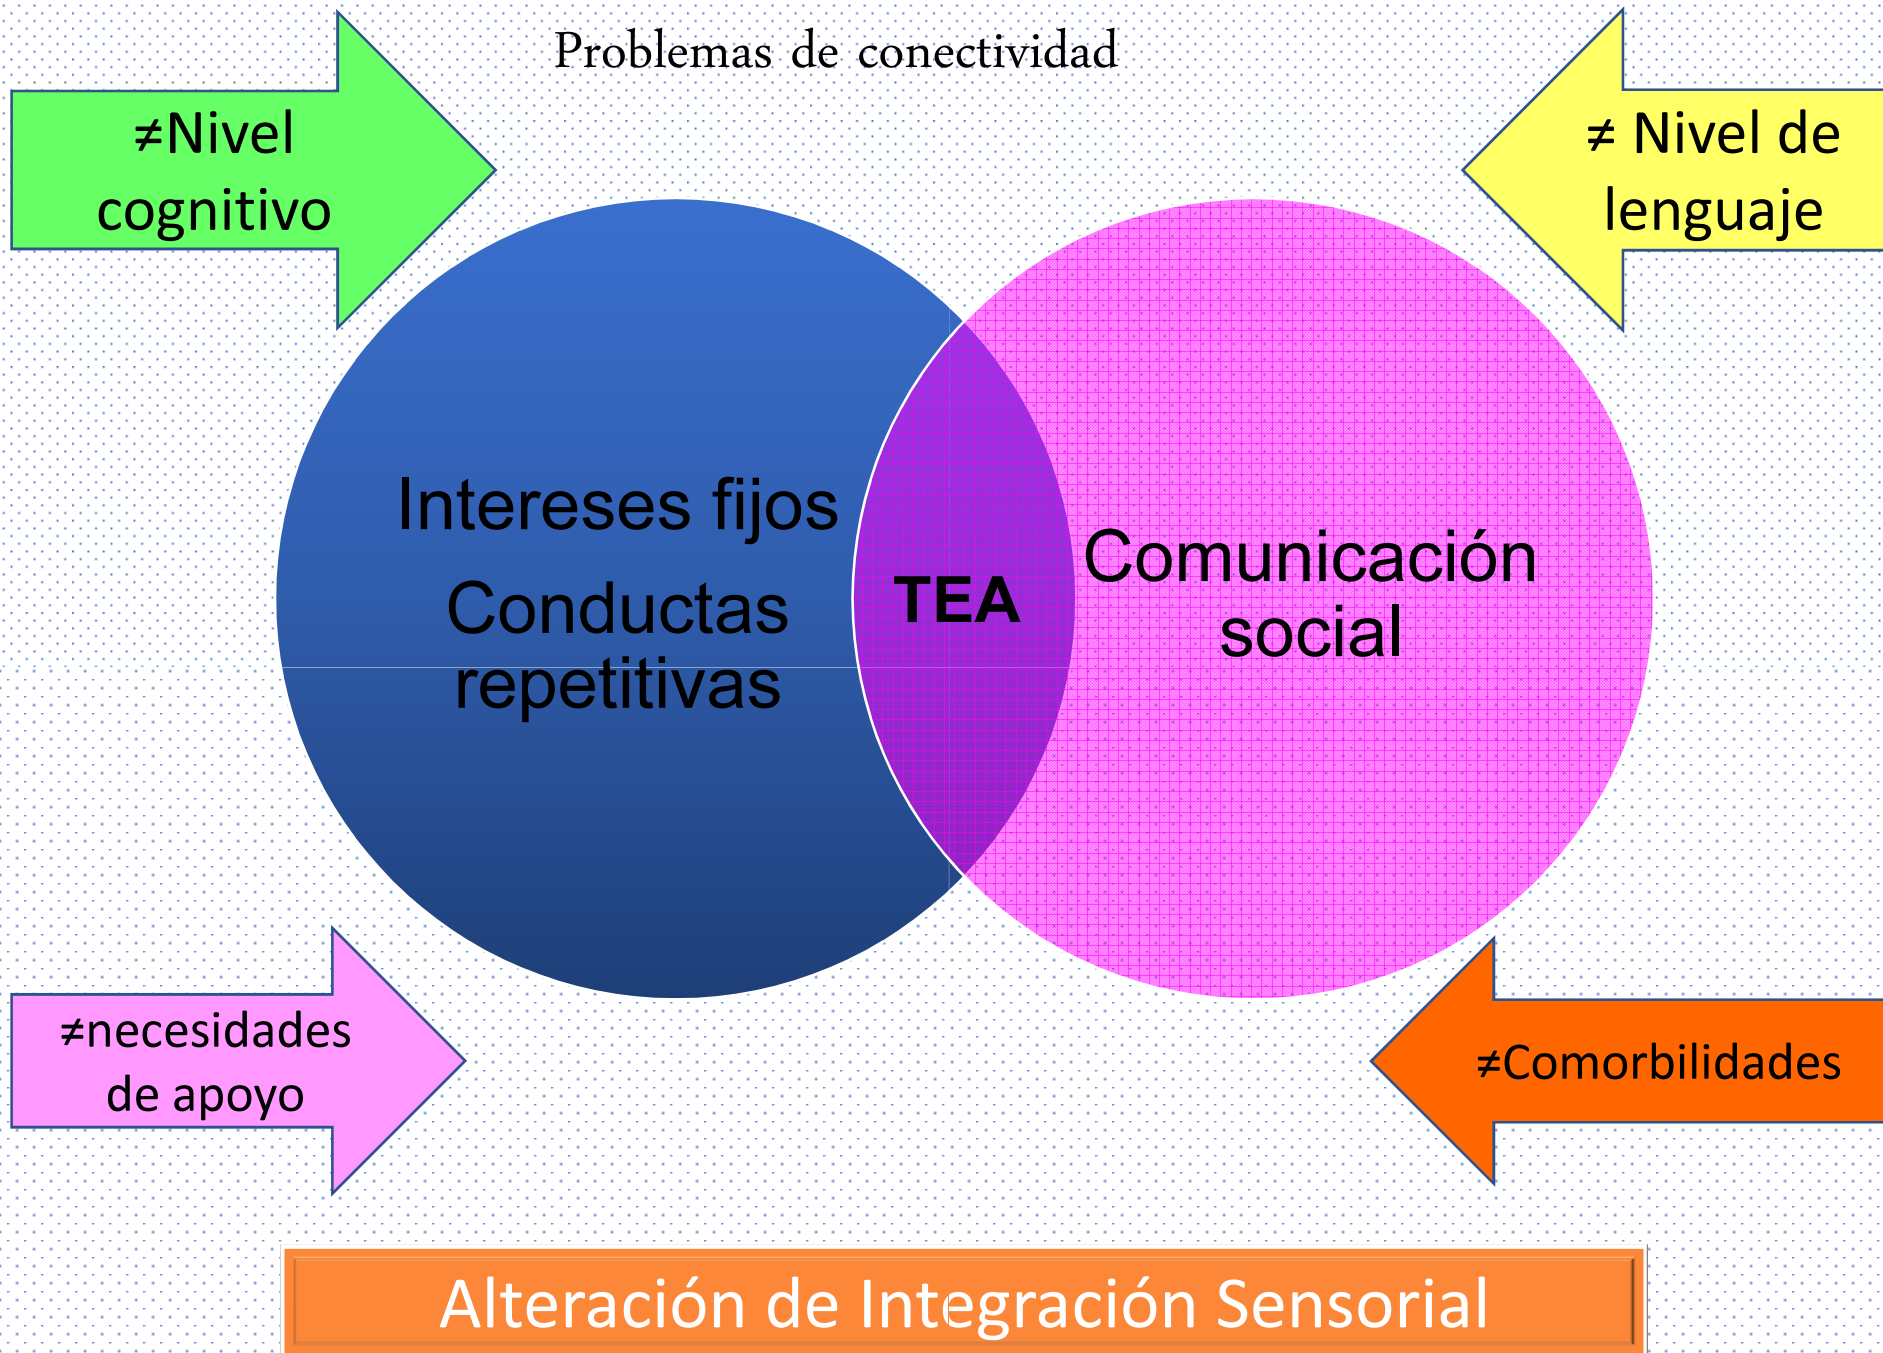 Problemas de conectividad
≠Nivel
cognitivo
≠ Nivel de
lenguaje
Intereses fijos
Conductas
repetitivas
TEA
Comunicación
social
≠necesidades
de apoyo
≠Comorbilidades
Alteración de Integración Sensorial